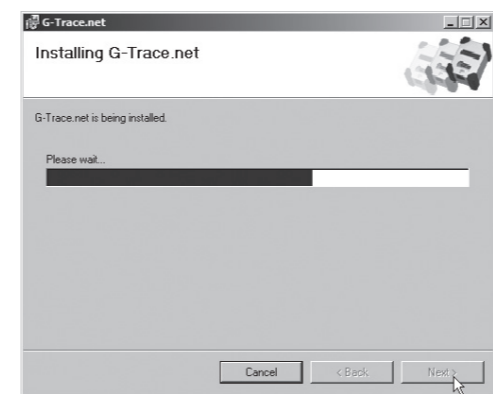 G-Trace.net
Installing G-Trace.net
G-Trace.net is being installed.
Please wait...
Cancel
< Back
Next >